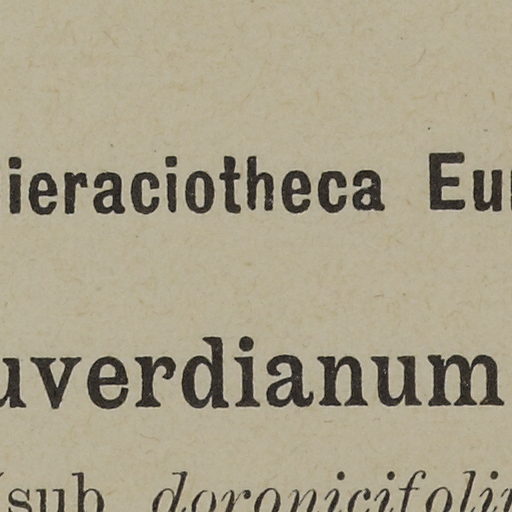 ieraciotheca Eu
uverdianum
(sub doronicifoli